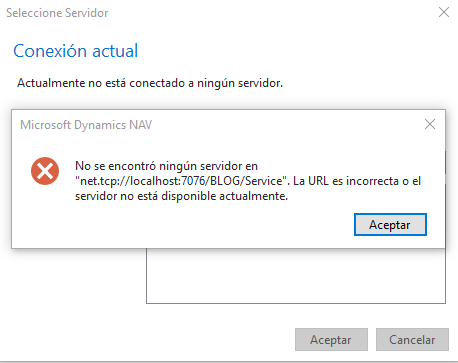 Seleccione Servidor
Conexión actual
Actualmente no está conectado a ningún servidor.
Microsoft Dynamics NAV
No se encontró ningún servidor en
"net.tcp://localhost:7076/BLOG/Service". La URL es incorrecta o el
servidor no está disponible actualmente.
Aceptar
Aceptar
Cancelar